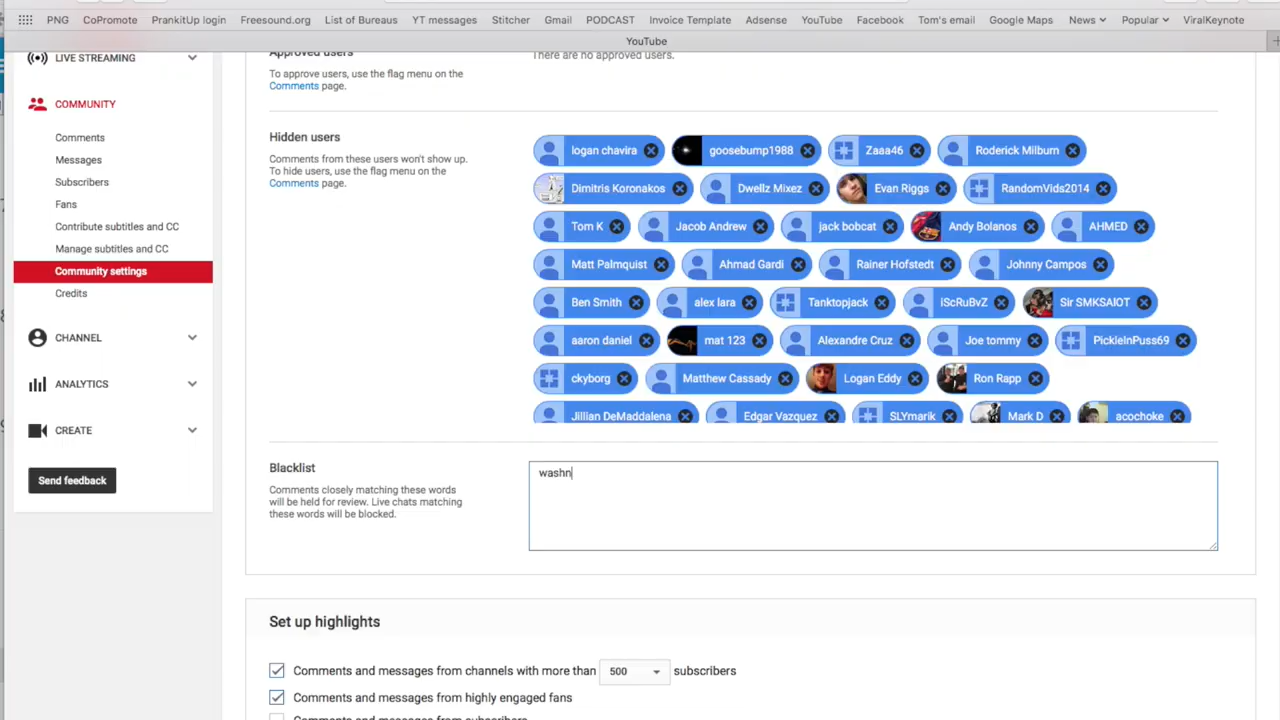 PNG CoPromote PrankitUp login Freesound.org List of Bureaus YT messages Stitcher Gmail PODCAST Invoice Template Adsense YouTube Facebook Tom's email Google Maps News Popular ViralKeynote
YouTube
LIVE STREAMING
COMMUNITY
Comments
Messages
Subscribers
Fans
Contribute subtitles and CC
Manage subtitles and CC
Community settings
Credits
CHANNEL
ANALYTICS
CREATE
Send feedback
Approved users
There are no approved users.
To approve users, use the flag menu on the
Comments page.
Hidden users
Comments from these users won't show up.
To hide users, use the flag menu on the
Comments page.
logan chavira goosebump1988 Zaaa46 Roderick Milburn
Dimitris Koronakos Dwellz Mixez Evan Riggs RandomVids2014
Tom K Jacob Andrew jack bobcat Andy Bolanos AHMED
Matt Palmquist Ahmad Gardi Rainer Hofstedt Johnny Campos
Ben Smith alex lara Tanktopjack iScRuBvZ Sir SMKSAlOT
aaron daniel mat 123 Alexandre Cruz Joe tommy PickleInPuss69
ckyborg Matthew Cassady Logan Eddy Ron Rapp
Jillian DeMaddalena Edgar Vazquez SLYmarik Mark D acochoke
Blacklist
Comments closely matching these words
will be held for review. Live chats matching
these words will be blocked.
washn
Set up highlights
Comments and messages from channels with more than 500 subscribers
Comments and messages from highly engaged fans
Comments and messages from subscribers